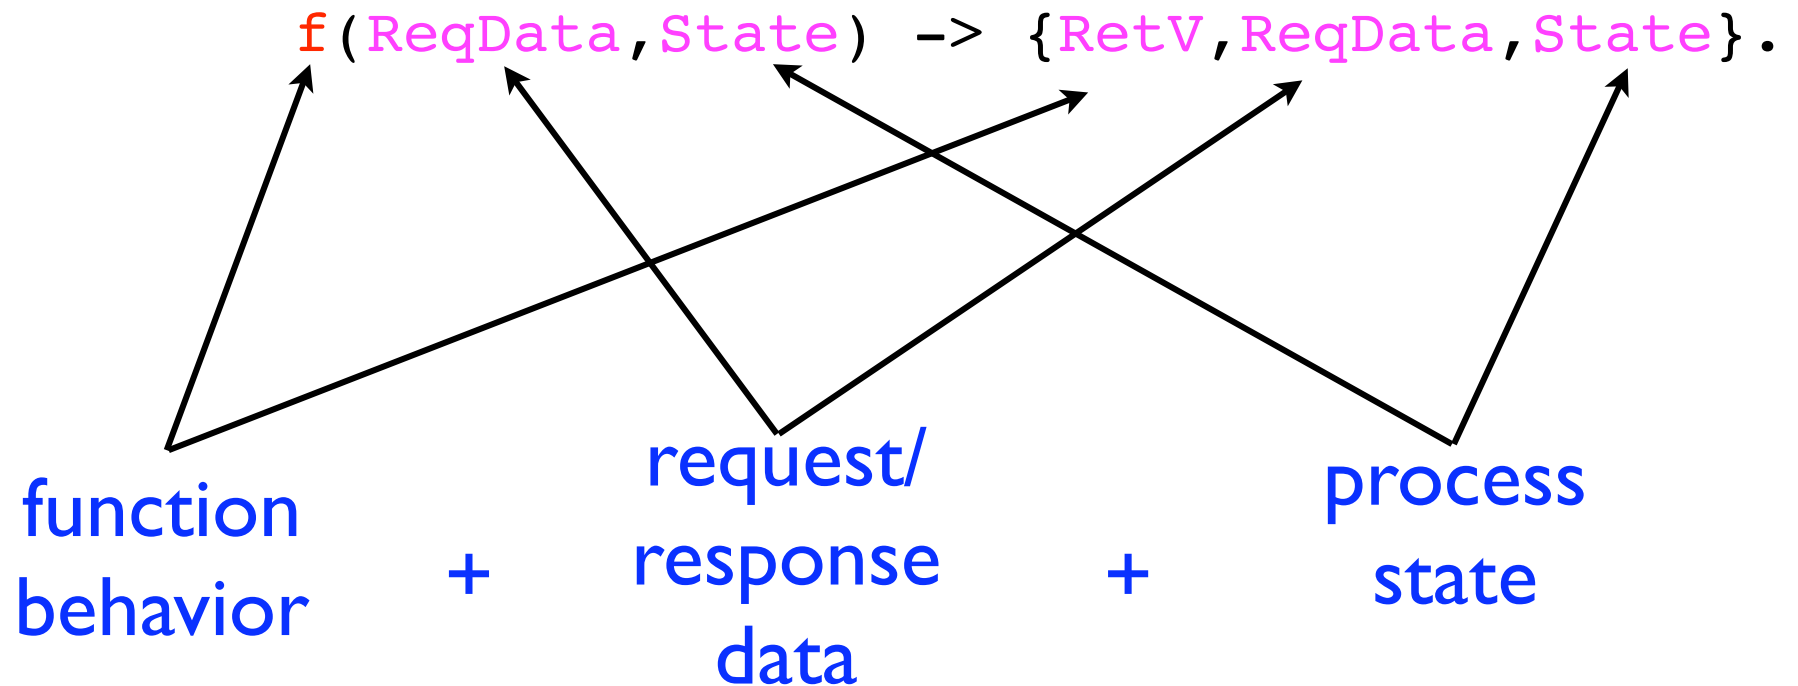 f(ReqData,State) -> {RetV,ReqData,State}.
function
behavior
+
request/
response
data
+
process
state